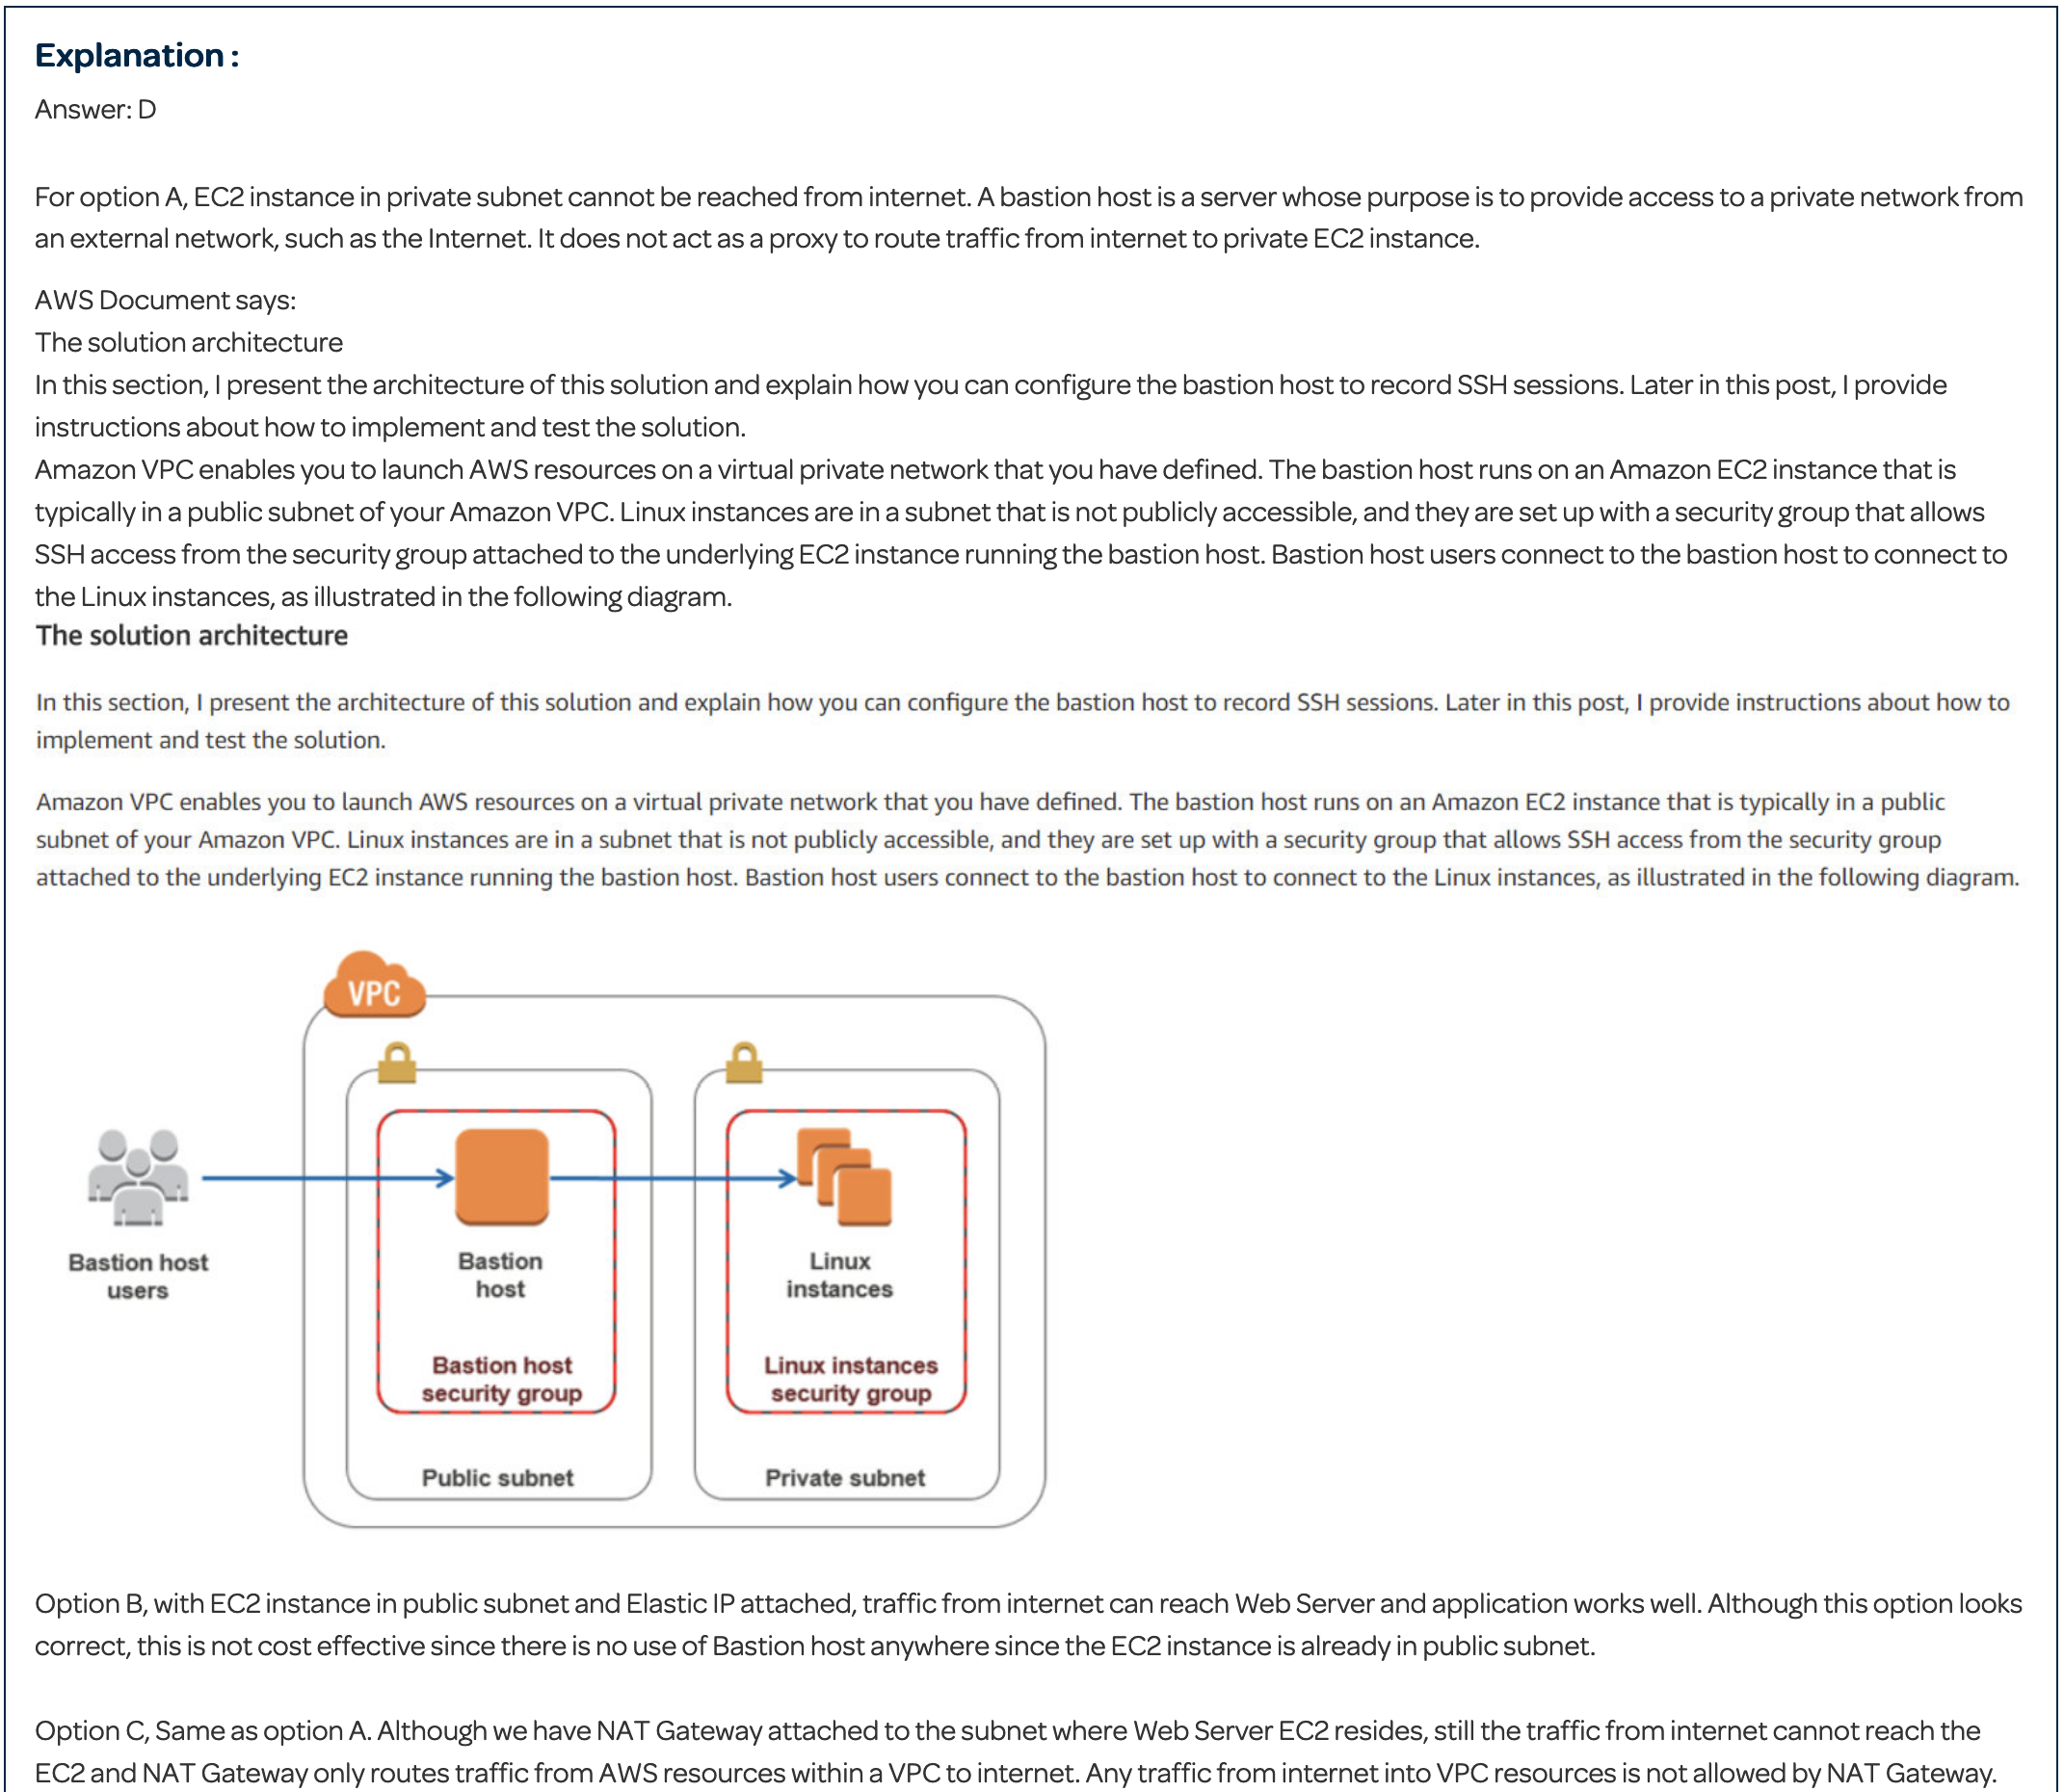 Explanation :
Answer: D
For option A, EC2 instance in private subnet cannot be reached from internet. A bastion host is a server whose purpose is to provide access to a private network from
an external network, such as the Internet. It does not act as a proxy to route traffic from internet to private EC2 instance.
AWS Document says:
The solution architecture
In this section, I present the architecture of this solution and explain how you can configure the bastion host to record SSH sessions. Later in this post, I provide
instructions about how to implement and test the solution.
Amazon VPC enables you to launch AWS resources on a virtual private network that you have defined. The bastion host runs on an Amazon EC2 instance that is
typically in a public subnet of your Amazon VPC. Linux instances are in a subnet that is not publicly accessible, and they are set up with a security group that allows
SSH access from the security group attached to the underlying EC2 instance running the bastion host. Bastion host users connect to the bastion host to connect to
the Linux instances, as illustrated in the following diagram.
The solution architecture
In this section, I present the architecture of this solution and explain how you can configure the bastion host to record SSH sessions. Later in this post, I provide instructions about how to
implement and test the solution.
Amazon VPC enables you to launch AWS resources on a virtual private network that you have defined. The bastion host runs on an Amazon EC2 instance that is typically in a public
subnet of your Amazon VPC. Linux instances are in a subnet that is not publicly accessible, and they are set up with a security group that allows SSH access from the security group
attached to the underlying EC2 instance running the bastion host. Bastion host users connect to the bastion host to connect to the Linux instances, as illustrated in the following diagram.
VPC
Bastion host
users
Bastion
host
Linux
instances
Bastion host
security group
Linux instances
security group
Public subnet
Private subnet
Option B, with EC2 instance in public subnet and Elastic IP attached, traffic from internet can reach Web Server and application works well. Although this option looks
correct, this is not cost effective since there is no use of Bastion host anywhere since the EC2 instance is already in public subnet.
Option C, Same as option A. Although we have NAT Gateway attached to the subnet where Web Server EC2 resides, still the traffic from internet cannot reach the
EC2 and NAT Gateway only routes traffic from AWS resources within a VPC to internet. Any traffic from internet into VPC resources is not allowed by NAT Gateway.